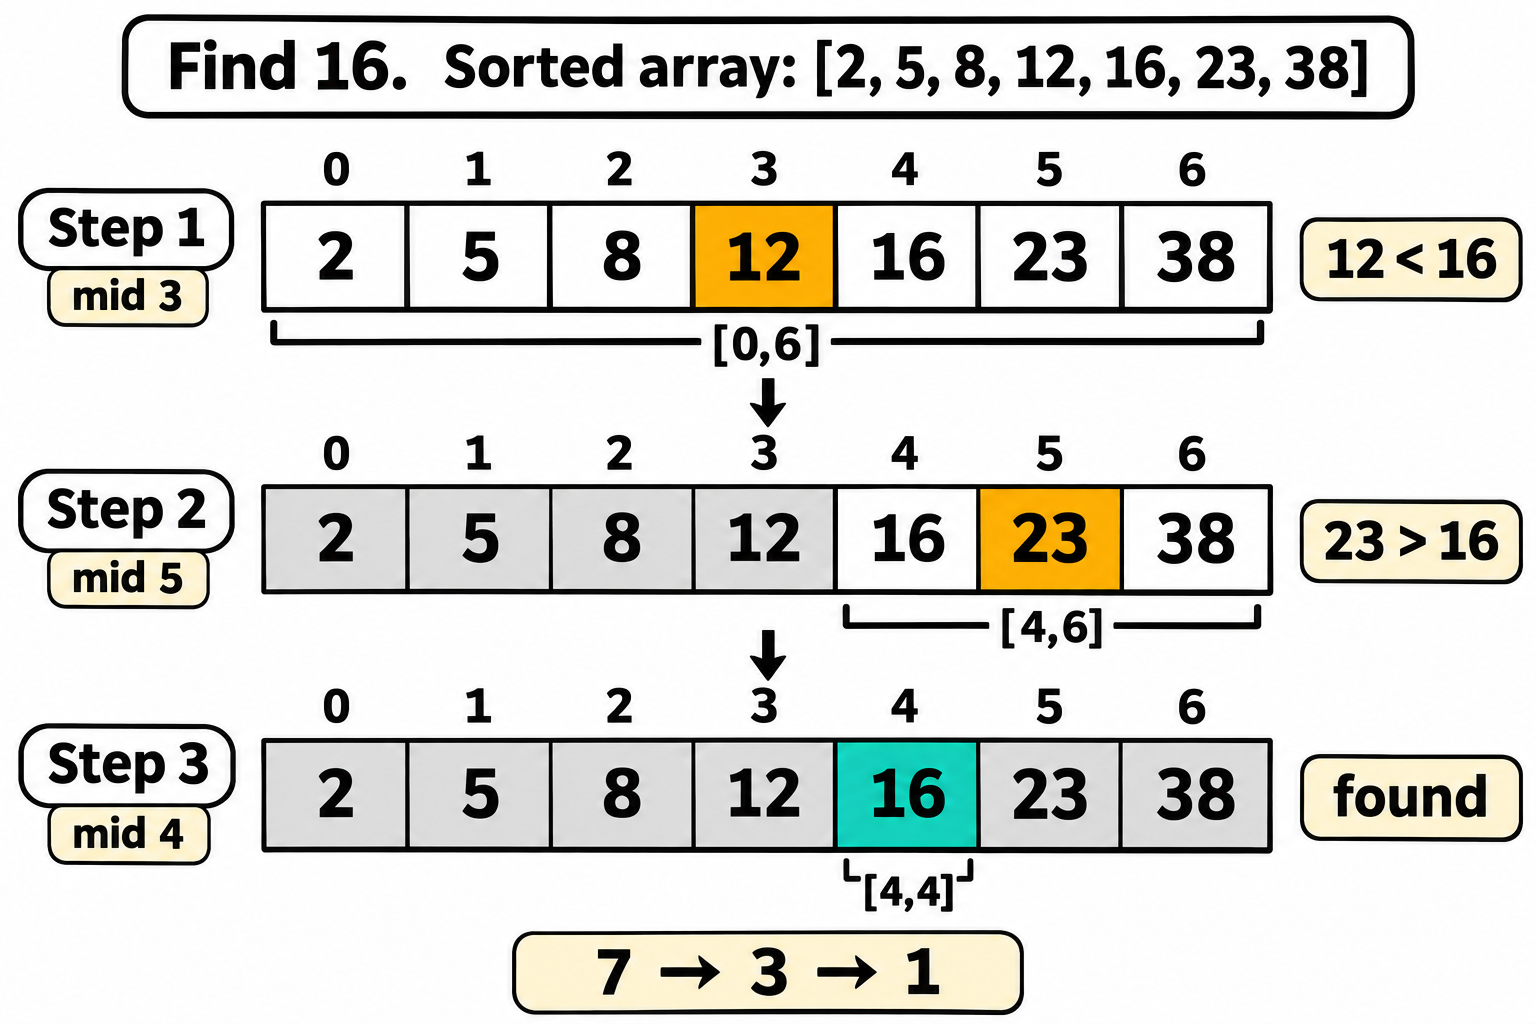 Find 16. Sorted array: [2, 5, 8, 12, 16, 23, 38]
0 1 2 3 4 5 6
Step 1
2 5 8 12 16 23 38
12 < 16
mid 3
[0,6]
0 1 2 3 4 5 6
Step 2
2 5 8 12 16 23 38
23 > 16
mid 5
[4,6]
0 1 2 3 4 5 6
Step 3
2 5 8 12 16 23 38
found
mid 4
[4,4]
7 → 3 → 1